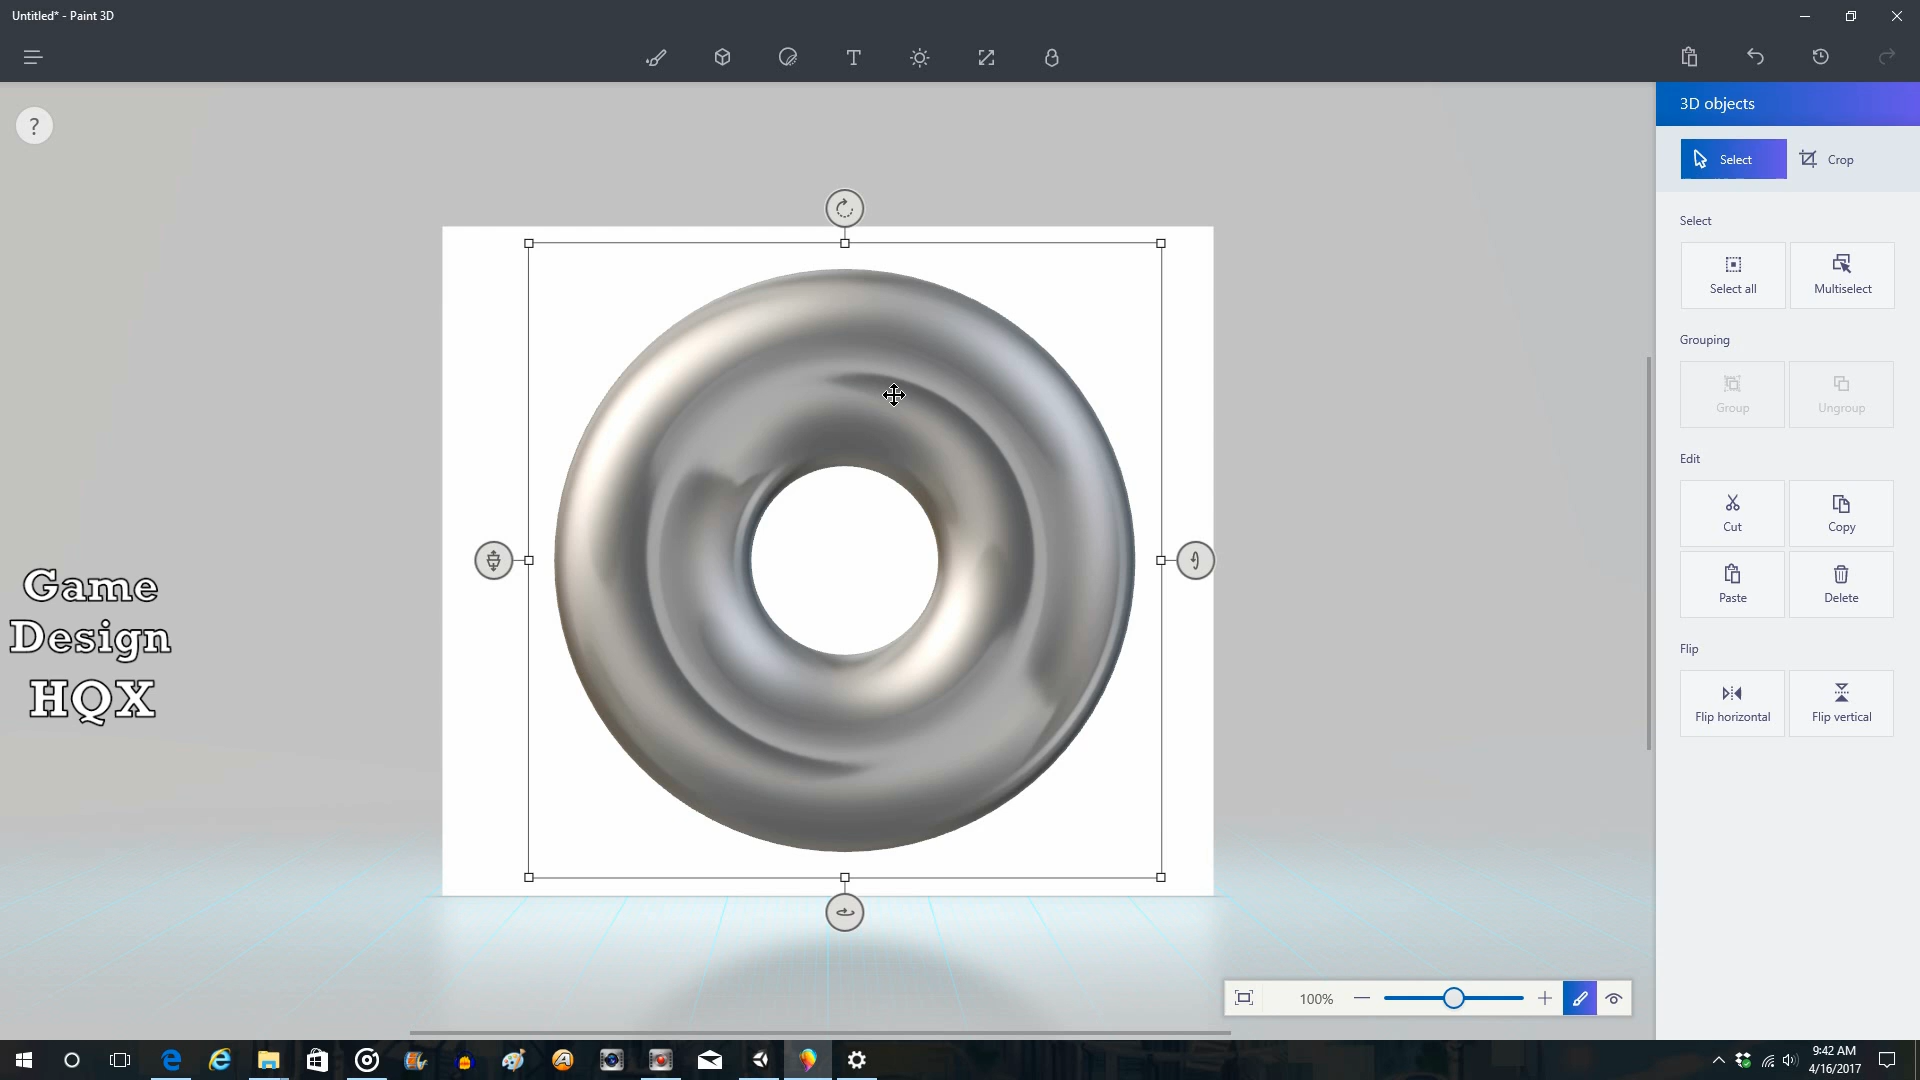 Untitled* - Paint 3D
?
3D objects
Select
Crop
Select
Select all
Multiselect
Grouping
Group
Ungroup
Edit
Cut
Copy
Paste
Delete
Flip
Flip horizontal
Flip vertical
Game
Design
HQX
100%
9:42 AM
4/16/2017